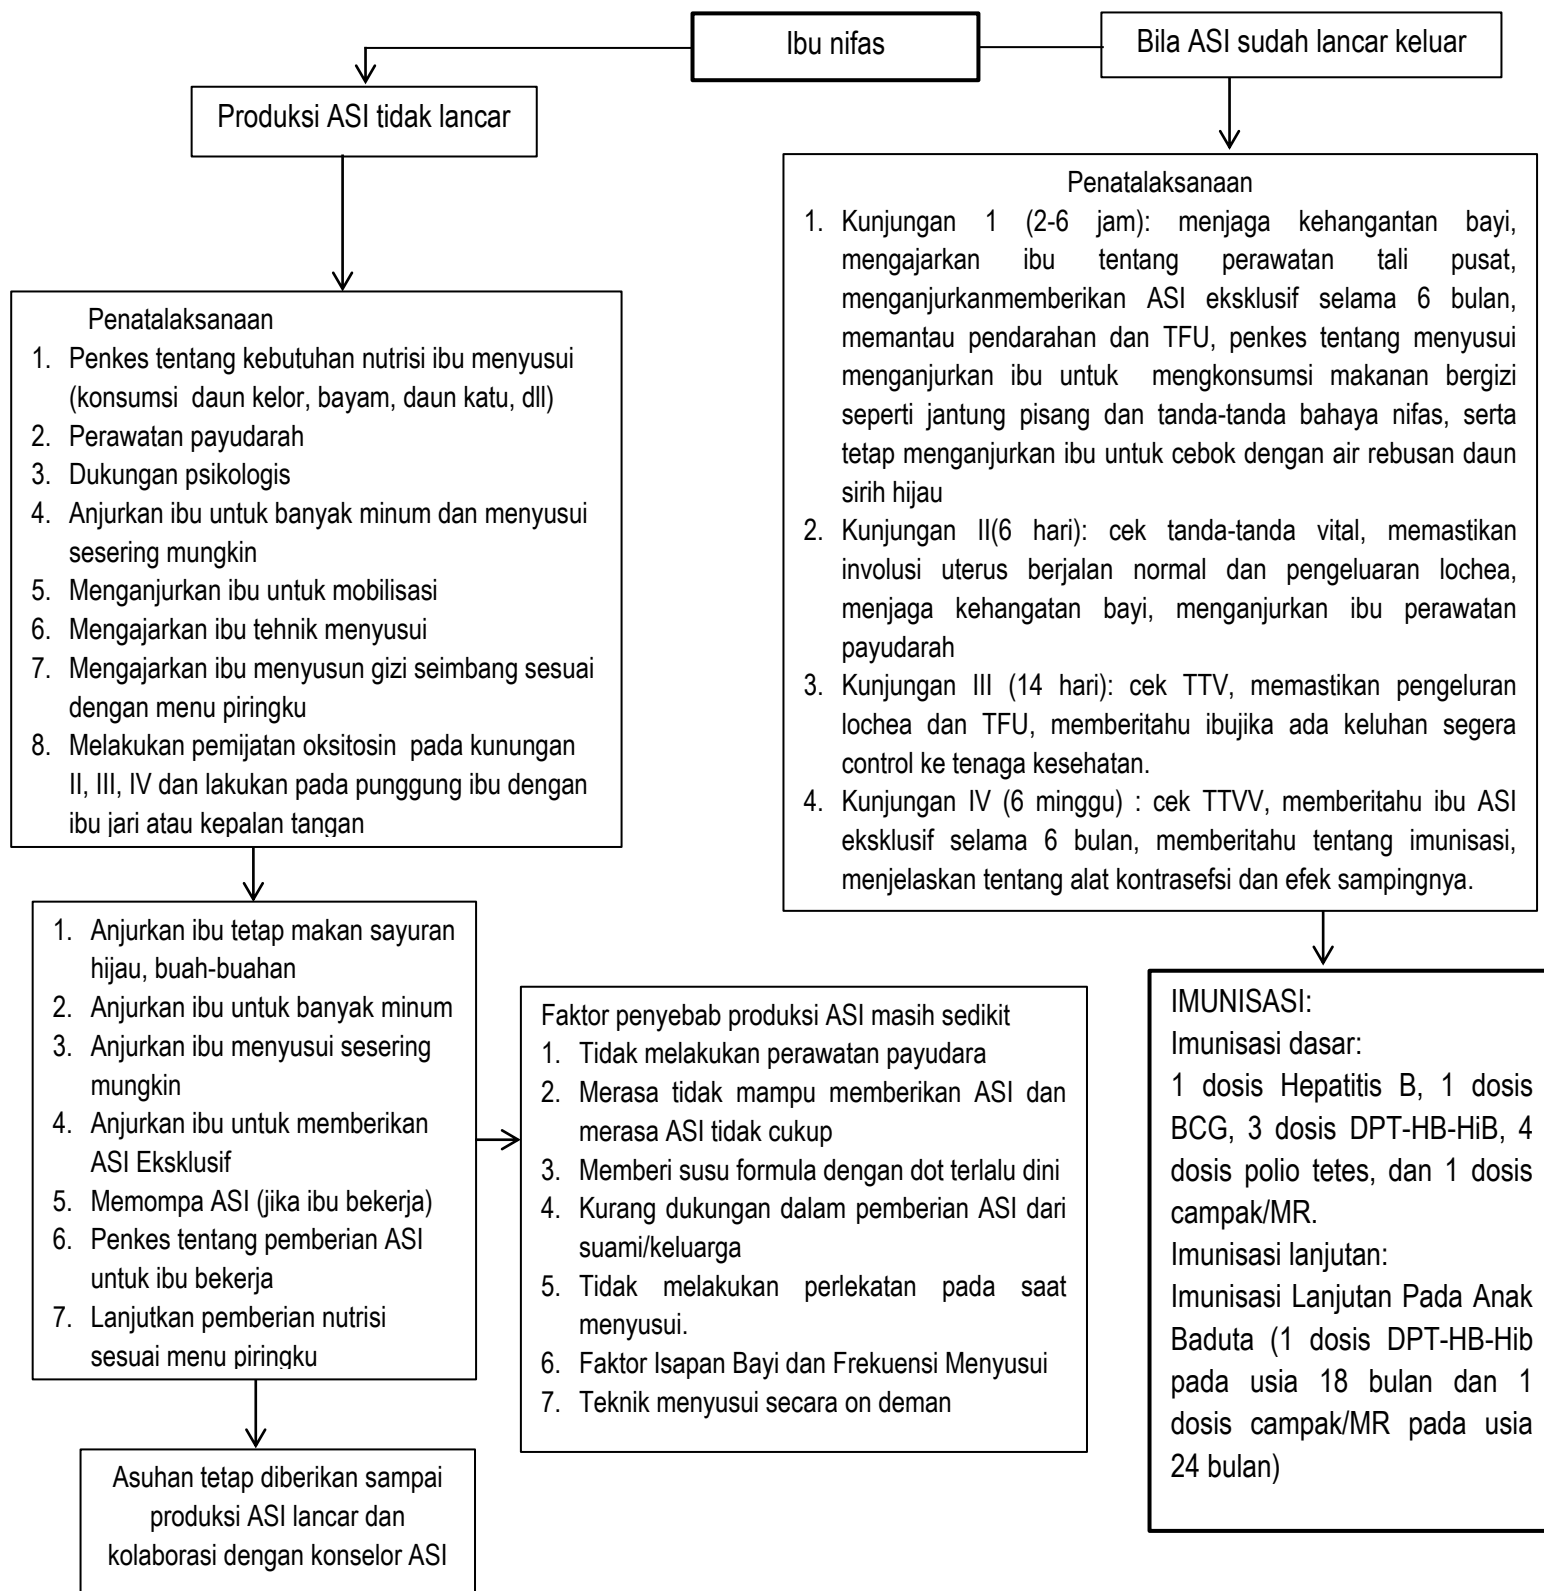 Ibu nifas
Bila ASI sudah lancar keluar
Produksi ASI tidak lancar
Penatalaksanaan
1. Penkes tentang kebutuhan nutrisi ibu menyusui
(konsumsi daun kelor, bayam, daun katu, dll)
2. Perawatan payudarah
3. Dukungan psikologis
4. Anjurkan ibu untuk banyak minum dan menyusui
sesering mungkin
5. Menganjurkan ibu untuk mobilisasi
6. Mengajarkan ibu tehnik menyusui
7. Mengajarkan ibu menyusun gizi seimbang sesuai
dengan menu piringku
8. Melakukan pemijatan oksitosin pada kunungan
II, III, IV dan lakukan pada punggung ibu dengan
ibu jari atau kepalan tangan
Penatalaksanaan
1. Kunjungan 1 (2-6 jam): menjaga kehangantan bayi,
mengajarkan ibu tentang perawatan tali pusat,
menganjurkanmemberikan ASI eksklusif selama 6 bulan,
memantau pendarahan dan TFU, penkes tentang menyusui
menganjurkan ibu untuk mengkonsumsi makanan bergizi
seperti jantung pisang dan tanda-tanda bahaya nifas, serta
tetap menganjurkan ibu untuk cebok dengan air rebusan daun
sirih hijau
2. Kunjungan II(6 hari): cek tanda-tanda vital, memastikan
involusi uterus berjalan normal dan pengeluaran lochea,
menjaga kehangatan bayi, menganjurkan ibu perawatan
payudarah
3. Kunjungan III (14 hari): cek TTV, memastikan pengeluran
lochea dan TFU, memberitahu ibujika ada keluhan segera
control ke tenaga kesehatan.
4. Kunjungan IV (6 minggu) : cek TTVV, memberitahu ibu ASI
eksklusif selama 6 bulan, memberitahu tentang imunisasi,
menjelaskan tentang alat kontrasefsi dan efek sampingnya.
1. Anjurkan ibu tetap makan sayuran
hijau, buah-buahan
2. Anjurkan ibu untuk banyak minum
3. Anjurkan ibu menyusui sesering
mungkin
4. Anjurkan ibu untuk memberikan
ASI Eksklusif
5. Memompa ASI (jika ibu bekerja)
6. Penkes tentang pemberian ASI
untuk ibu bekerja
7. Lanjutkan pemberian nutrisi
sesuai menu piringku
Faktor penyebab produksi ASI masih sedikit
1. Tidak melakukan perawatan payudara
2. Merasa tidak mampu memberikan ASI dan
merasa ASI tidak cukup
3. Memberi susu formula dengan dot terlalu dini
4. Kurang dukungan dalam pemberian ASI dari
suami/keluarga
5. Tidak melakukan perlekatan pada saat
menyusui.
6. Faktor Isapan Bayi dan Frekuensi Menyusui
7. Teknik menyusui secara on deman
IMUNISASI:
Imunisasi dasar:
1 dosis Hepatitis B, 1 dosis
BCG, 3 dosis DPT-HB-HiB, 4
dosis polio tetes, dan 1 dosis
campak/MR.
Imunisasi lanjutan:
Imunisasi Lanjutan Pada Anak
Baduta (1 dosis DPT-HB-Hib
pada usia 18 bulan dan 1
dosis campak/MR pada usia
24 bulan)
Asuhan tetap diberikan sampai
produksi ASI lancar dan
kolaborasi dengan konselor ASI